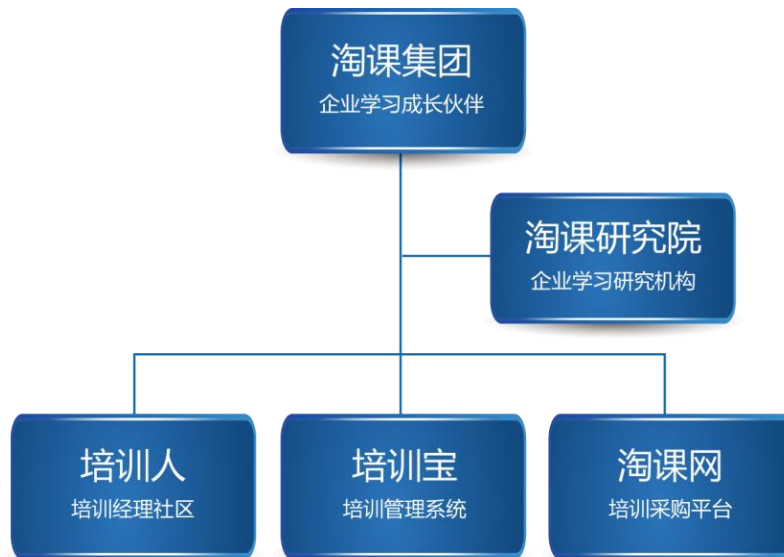 淘课集团
企业学习成长伙伴
淘课研究院
企业学习研究机构
培训人
培训经理社区
培训宝
培训管理系统
淘课网
培训采购平台